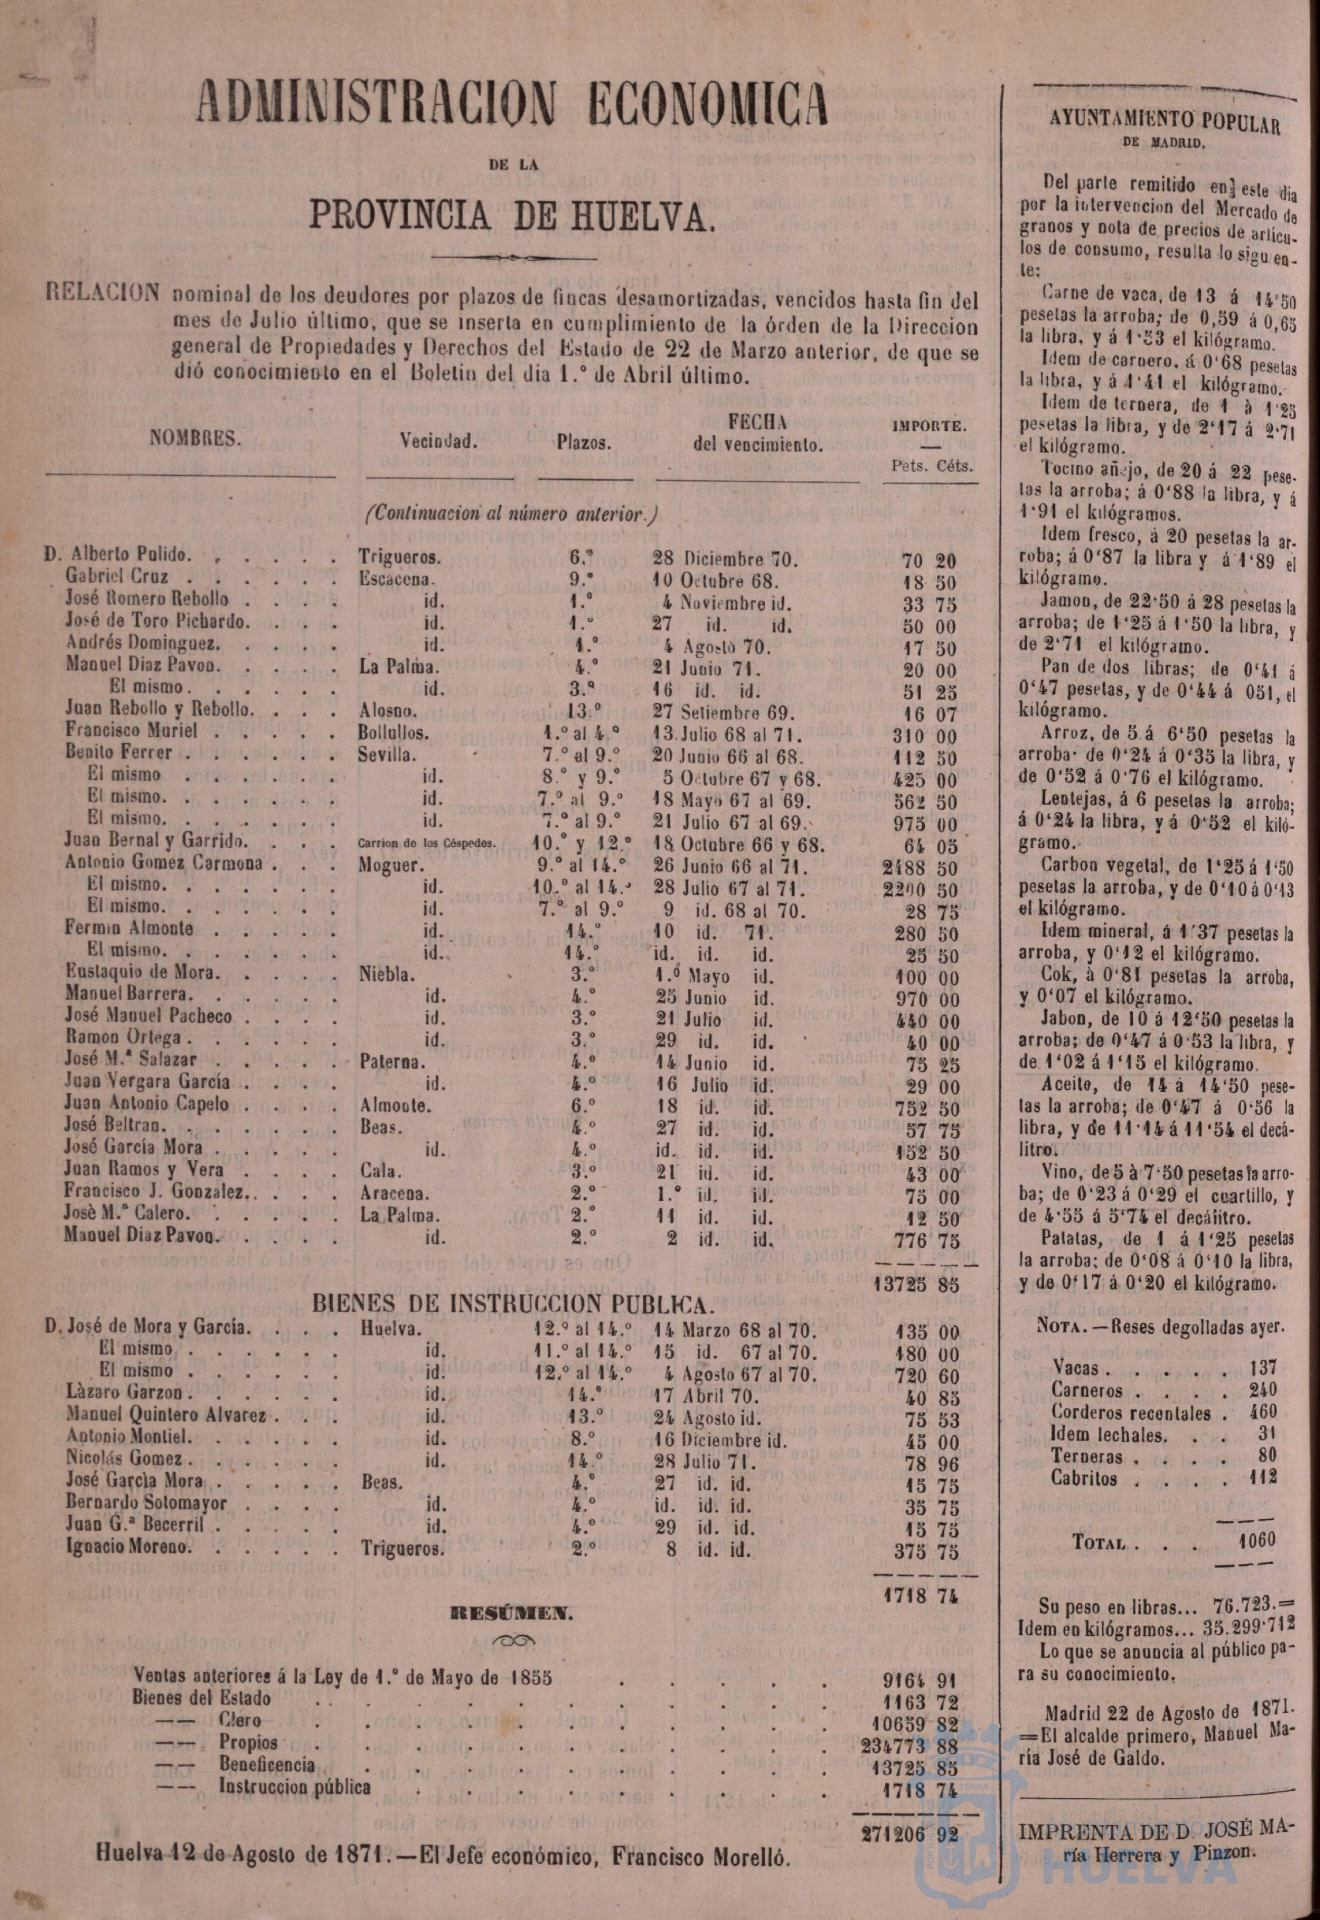 ADMINISTRACION ECONOMICA
DE LA
PROVINCIA DE HUELVA.
RELACION nominal de los deudores por plazos de fincas desamortizadas, vencidos hasta fin del
mes de Julio último, que se inserta en cumplimiento de la órden de la Direccion
general de Propiedades y Derechos del Estado de 22 de Marzo anterior, de que se
dió conocimiento en el Boletin del dia 1.º de Abril último.
NOMBRES. Vecindad. Plazos. FECHA del vencimiento. IMPORTE.
Pets. Céts.
(Continuacion al número anterior.)
D. Alberto Pulido. . . . . . . Trigueros. 6.º 28 Diciembre 70. 70 20
Gabriel Cruz . . . . . . Escacena. 9.º 10 Octubre 68. 18 50
José Romero Rebollo . . . . id. 1.º 4 Noviembre id. 33 75
José de Toro Pichardo. . . . id. 1.º 27 id. id. 50 00
Andrés Dominguez. . . . . id. 1.º 4 Agosto 70. 17 50
Manuel Diaz Pavon. . . . . La Palma. 4.º 21 Junio 71. 20 00
El mismo. . . . . . id. 3.º 16 id. id. 51 25
Juan Rebollo y Rebollo. . . . Alosno. 13.º 27 Setiembre 69. 16 07
Francisco Muriel . . . . . Bollullos. 1.º al 4.º 13 Julio 68 al 71. 310 00
Benito Ferrer . . . . . . Sevilla. 7.º al 9.º 20 Junio 66 al 68. 112 50
El mismo . . . . . id. 8.º y 9.º 5 Octubre 67 y 68. 425 00
El mismo. . . . . . id. 7.º al 9.º 18 Mayo 67 al 69. 562 50
El mismo. . . . . . id. 7.º al 9.º 21 Julio 67 al 69. 975 00
Juan Bernal y Garrido. . . . Carrion de los Céspedes. 10.º y 12.º 18 Octubre 66 y 68. 64 05
Antonio Gomez Carmona . . . Moguer. 9.º al 14.º 26 Junio 66 al 71. 2488 50
El mismo. . . . . . id. 10.º al 14.º 28 Julio 67 al 71. 2200 50
El mismo. . . . . . id. 7.º al 9.º 9 id. 68 al 70. 28 75
Fermin Almonte . . . . . id. 14.º 10 id. 71. 280 50
El mismo. . . . . . id. 14.º id. id. id. 25 50
Eustaquio de Mora. . . . . Niebla. 3.º 1.º Mayo id. 100 00
Manuel Barrera. . . . . . id. 4.º 25 Junio id. 970 00
José Manuel Pacheco . . . . id. 3.º 21 Julio id. 440 00
Ramon Ortega . . . . . . id. 3.º 29 id. id. 40 00
José M.ª Salazar . . . . . Paterna. 4.º 14 Junio id. 75 25
Juan Vergara García . . . . id. 4.º 16 Julio id. 29 00
Juan Antonio Capelo . . . . Almonte. 6.º 18 id. id. 752 50
José Beltran. . . . . . . Beas. 4.º 27 id. id. 57 75
José García Mora . . . . . id. 4.º id. id. id. 152 50
Juan Ramos y Vera . . . . Cala. 3.º 21 id. id. 43 00
Francisco J. Gonzalez. . . . . Aracena. 2.º 1.º id. id. 75 00
Josè M.ª Calero. . . . . . La Palma. 2.º 11 id. id. 12 50
Manuel Diaz Pavon. . . . . id. 2.º 2 id. id. 776 75
13725 85
BIENES DE INSTRUCCION PUBLICA.
D. José de Mora y García. . . . Huelva. 12.º al 14.º 14 Marzo 68 al 70. 135 00
El mismo . . . . . id. 11.º al 14.º 15 id. 67 al 70. 180 00
El mismo . . . . . id. 12.º al 14.º 4 Agosto 67 al 70. 720 60
Làzaro Garzon . . . . . . id. 14.º 17 Abril 70. 40 85
Manuel Quintero Alvarez . . . id. 13.º 24 Agosto id. 75 53
Antonio Montiel. . . . . . id. 8.º 16 Diciembre id. 45 00
Nicolás Gomez . . . . . . id. 14.º 28 Julio 71. 78 96
José Garcìa Mora . . . . . Beas. 4.º 27 id. id. 15 75
Bernardo Sotomayor . . . . id. 4.º id. id. id. 35 75
Juan G.ª Becerril . . . . . id. 4.º 29 id. id. 15 75
Ignacio Moreno. . . . . . Trigueros. 2.º 8 id. id. 375 75
1718 74
RESÚMEN.
Ventas anteriores á la Ley de 1.º de Mayo de 1855 . . . . . 9164 91
Bienes del Estado . . . . . . . . . . . 1163 72
—— Clero . . . . . . . . . . . 10659 82
—— Propios . . . . . . . . . . . 234773 88
—— Beneficencia . . . . . . . . . . 13725 85
—— Instruccion pública . . . . . . . . . 1718 74
271206 92
Huelva 12 de Agosto de 1871.—El Jefe económico, Francisco Morelló.
AYUNTAMIENTO POPULAR
DE MADRID.
Del parte remitido en este dia
por la intervencion del Mercado de
granos y nota de precios de artícu-
los de consumo, resulta lo sigu en-
te:
Carne de vaca, de 13 á 14'50
pesetas la arroba; de 0,59 á 0,65
la libra, y á 1'53 el kilógramo.
Idem de carnero, á 0'68 pesetas
la libra, y á 1'41 el kilógramo.
Idem de ternera, de 1 à 1'25
pesetas la libra, y de 2'17 á 2'71
el kilógramo.
Tocino añejo, de 20 á 22 pese-
tas la arroba; á 0'88 la libra, y á
1'91 el kilógramos.
Idem fresco, á 20 pesetas la ar-
roba; á 0'87 la libra y á 1'89 el
kilógramo.
Jamon, de 22'50 á 28 pesetas la
arroba; de 1'25 á 1'50 la libra, y
de 2'71 el kilógramo.
Pan de dos libras; de 0'41 á
0'47 pesetas, y de 0'44 á 051, el
kilógramo.
Arroz, de 5 á 6'50 pesetas la
arroba· de 0'24 á 0'35 la libra, y
de 0'52 á 0'76 el kilógramo.
Lentejas, á 6 pesetas la arroba;
á 0'24 la libra, y á 0'52 el kiló-
gramo.
Carbon vegetal, de 1'25 á 1'50
pesetas la arroba, y de 0'10 á 0'13
el kilógramo.
Idem mineral, á 1'37 pesetas la
arroba, y 0'12 el kilógramo.
Cok, à 0'81 pesetas la arroba,
y 0'07 el kilógramo.
Jabon, de 10 á 12'50 pesetas la
arroba; de 0'47 á 0'53 la libra, y
de 1'02 á 1'15 el kilógramo.
Aceite, de 14 à 14'50 pese-
tas la arroba; de 0'47 á 0'56 la
libra, y de 11'14 á 11'54 el decá-
litro.
Vino, de 5 à 7'50 pesetas la arro-
ba; de 0'23 á 0'29 el cuartillo, y
de 4'55 á 5'74 el decálitro.
Patatas, de 1 á 1'25 pesetas
la arroba; de 0'08 á 0'10 la libra,
y de 0'17 á 0'20 el kilógramo.
NOTA.—Reses degolladas ayer.
Vacas . . . . . 137
Carneros . . . . 240
Corderos recentales . 460
Idem lechales. . . 31
Terneras . . . . 80
Cabritos . . . . 112
TOTAL . . . 1060
Su peso en libras... 76.723.=
Idem en kilógramos... 35.299'712
Lo que se anuncia al público pa-
ra su conocimiento.
Madrid 22 de Agosto de 1871.
=El alcalde primero, Manuel Ma-
ría José de Galdo.
IMPRENTA DE D. JOSÉ MA-
ría Herrera y Pinzon.
HUELVA